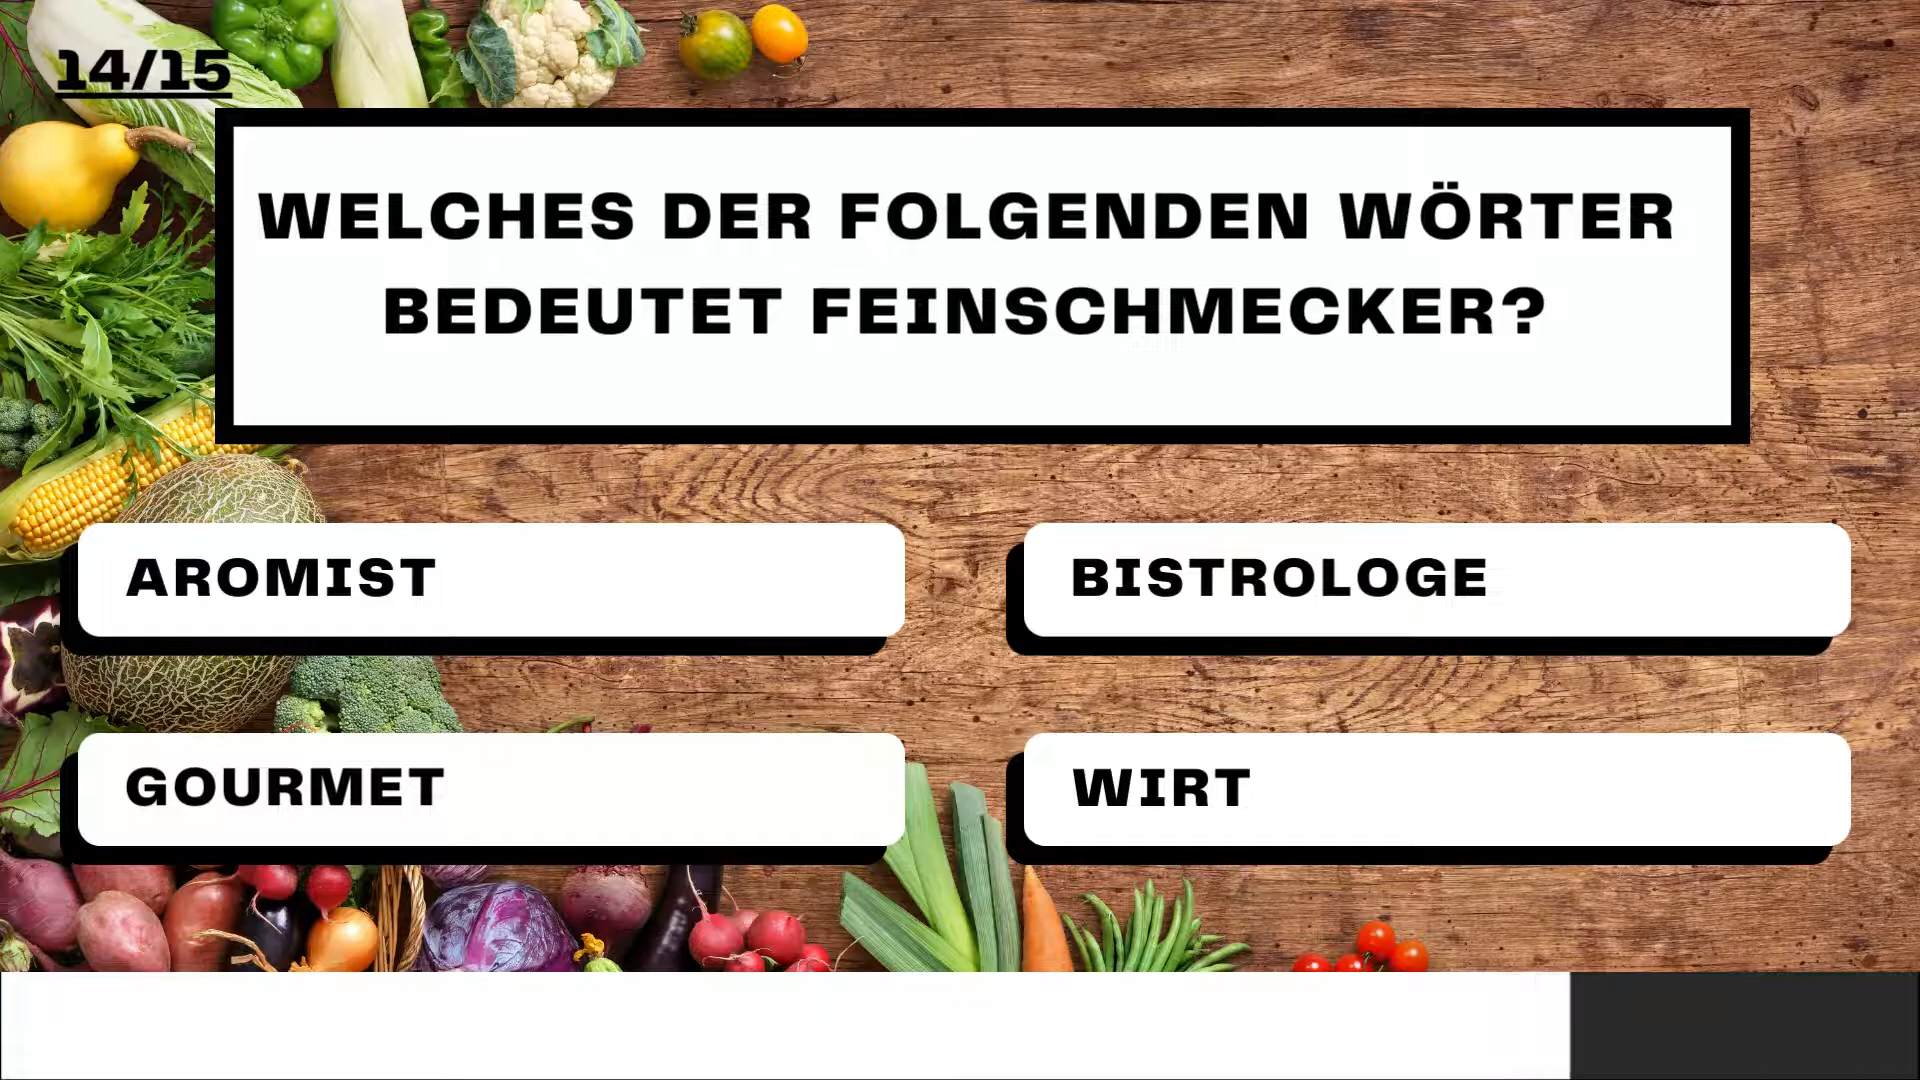 14/15
WELCHES DER FOLGENDEN WÖRTER
BEDEUTET FEINSCHMECKER?
AROMIST
BISTROLOGE
GOURMET
WIRT